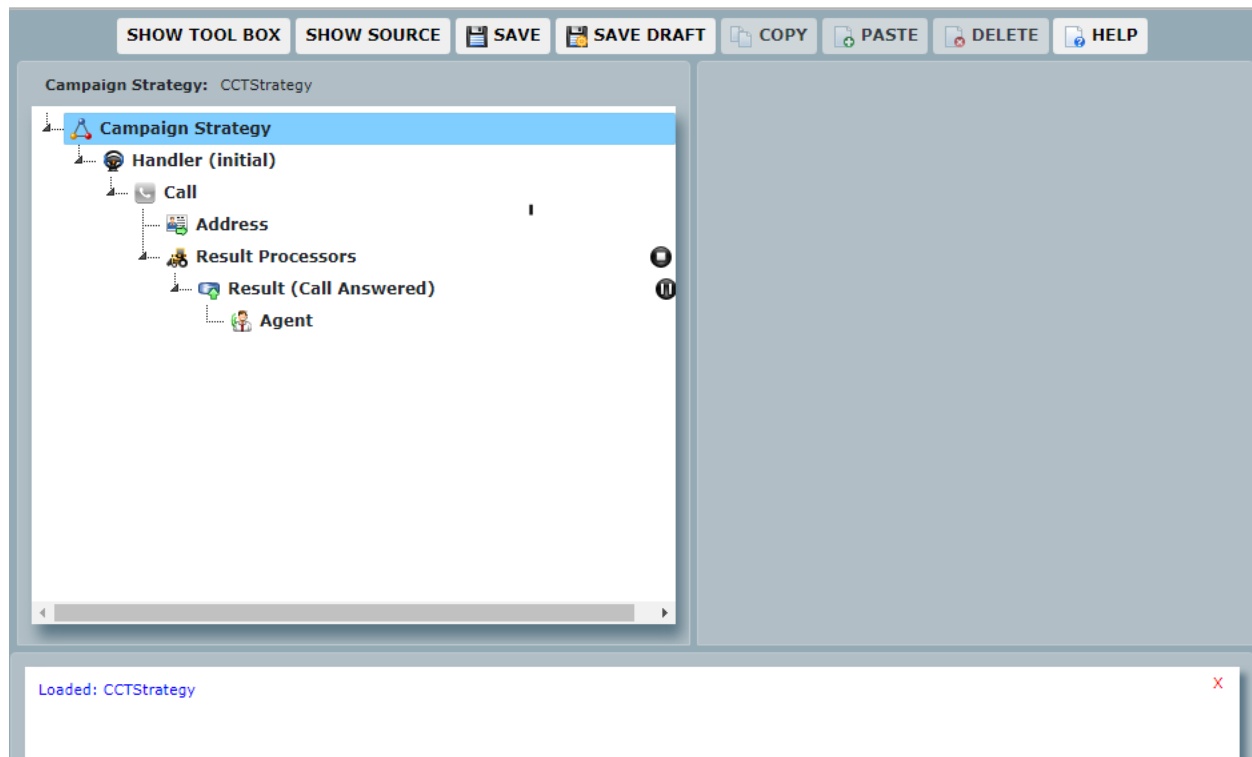 SHOW TOOL BOX SHOW SOURCE SAVE SAVE DRAFT COPY PASTE DELETE HELP
Campaign Strategy: CCTStrategy
Campaign Strategy
Handler (initial)
Call
Address
Result Processors
Result (Call Answered)
Agent
Loaded: CCTStrategy X